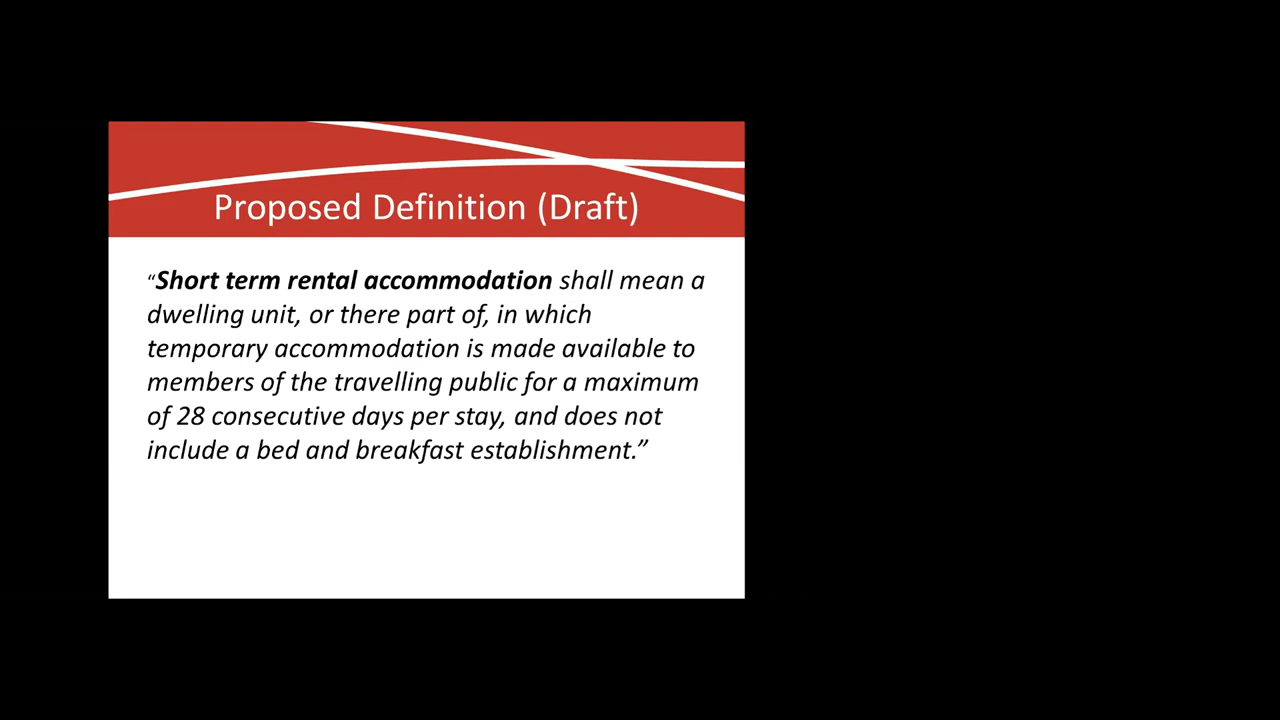 Proposed Definition (Draft)
“Short term rental accommodation shall mean a
dwelling unit, or there part of, in which
temporary accommodation is made available to
members of the travelling public for a maximum
of 28 consecutive days per stay, and does not
include a bed and breakfast establishment.”